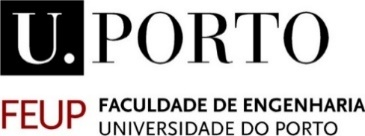 U. PORTO
FEUP FACULDADE DE ENGENHARIA
UNIVERSIDADE DO PORTO